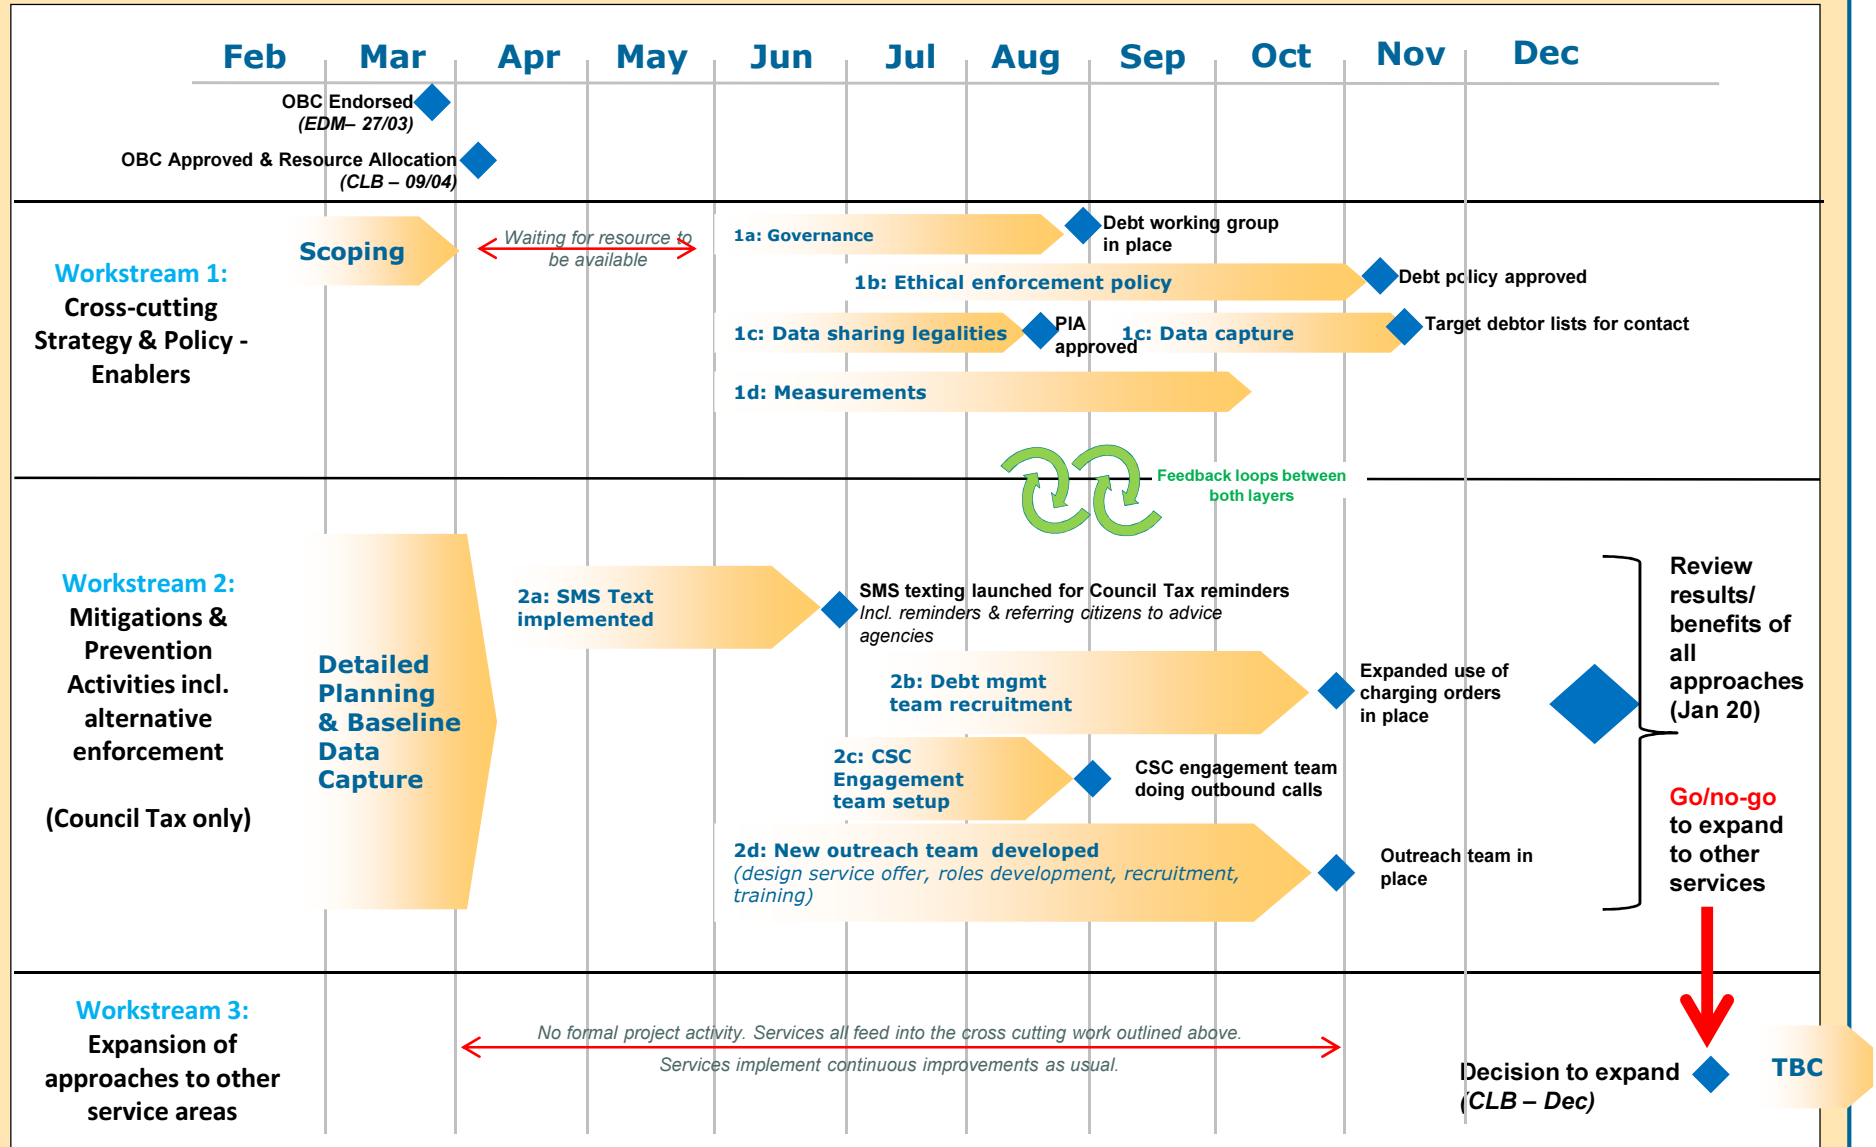 Feb Mar Apr May Jun Jul Aug Sep Oct Nov Dec
OBC Endorsed
(EDM– 27/03)
OBC Approved & Resource Allocation
(CLB – 09/04)
Workstream 1:
Cross-cutting
Strategy & Policy -
Enablers
Scoping
Waiting for resource to
be available
1a: Governance
Debt working group
in place
1b: Ethical enforcement policy
Debt policy approved
1c: Data sharing legalities
PIA
approved
1c: Data capture
Target debtor lists for contact
1d: Measurements
Feedback loops between
both layers
Workstream 2:
Mitigations &
Prevention
Activities incl.
alternative
enforcement
(Council Tax only)
Detailed
Planning
& Baseline
Data
Capture
2a: SMS Text
implemented
SMS texting launched for Council Tax reminders
Incl. reminders & referring citizens to advice
agencies
2b: Debt mgmt
team recruitment
Expanded use of
charging orders
in place
2c: CSC
Engagement
team setup
CSC engagement team
doing outbound calls
2d: New outreach team  developed
(design service offer, roles development, recruitment,
training)
Outreach team in
place
Review
results/
benefits of
all
approaches
(Jan 20)
Go/no-go
to expand
to other
services
Workstream 3:
Expansion of
approaches to other
service areas
No formal project activity. Services all feed into the cross cutting work outlined above.
Services implement continuous improvements as usual.
Decision to expand
(CLB – Dec)
TBC